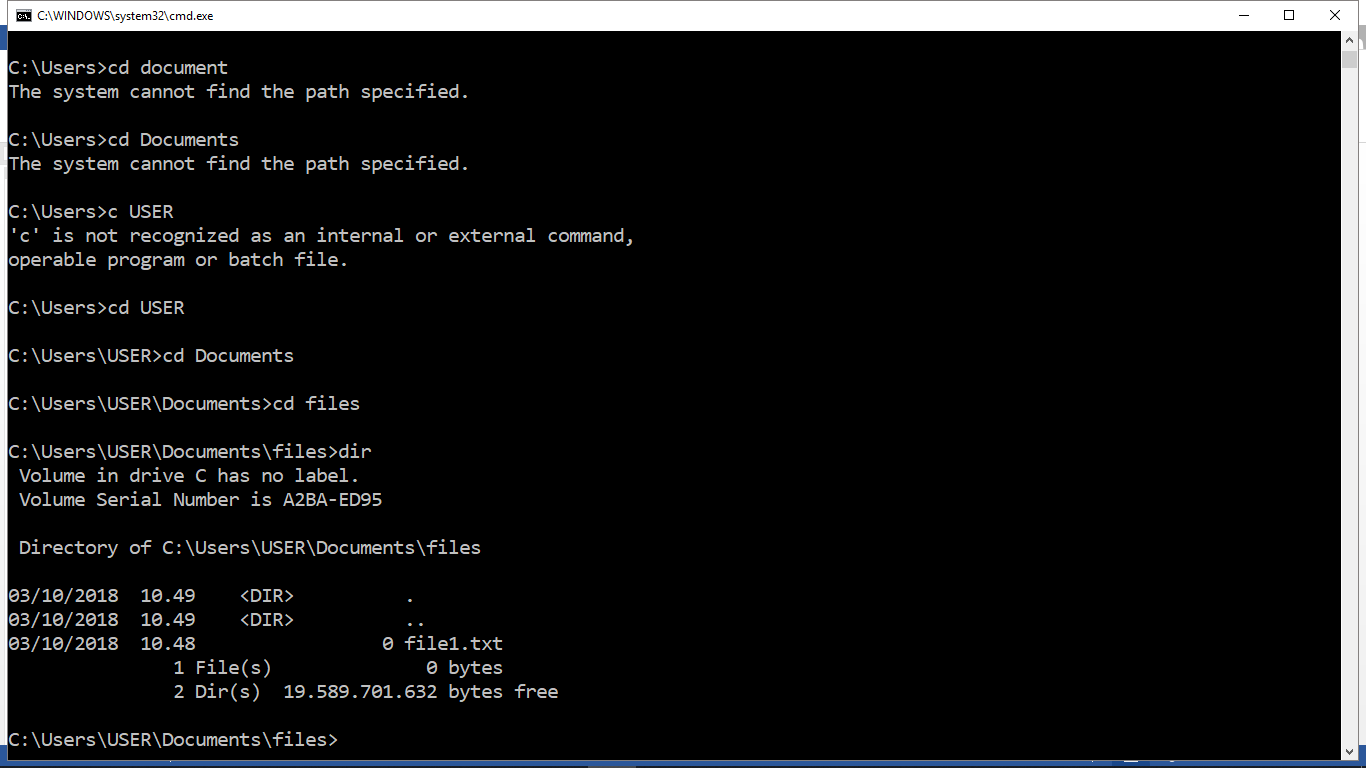 C:\WINDOWS\system32\cmd.exe
C:\Users>cd document
The system cannot find the path specified.
C:\Users>cd Documents
The system cannot find the path specified.
C:\Users>c USER
'c' is not recognized as an internal or external command,
operable program or batch file.
C:\Users>cd USER
C:\Users\USER>cd Documents
C:\Users\USER\Documents>cd files
C:\Users\USER\Documents\files>dir
 Volume in drive C has no label.
 Volume Serial Number is A2BA-ED95
 Directory of C:\Users\USER\Documents\files
03/10/2018  10.49    <DIR>          .
03/10/2018  10.49    <DIR>          ..
03/10/2018  10.48                 0 file1.txt
               1 File(s)              0 bytes
               2 Dir(s)  19.589.701.632 bytes free
C:\Users\USER\Documents\files>